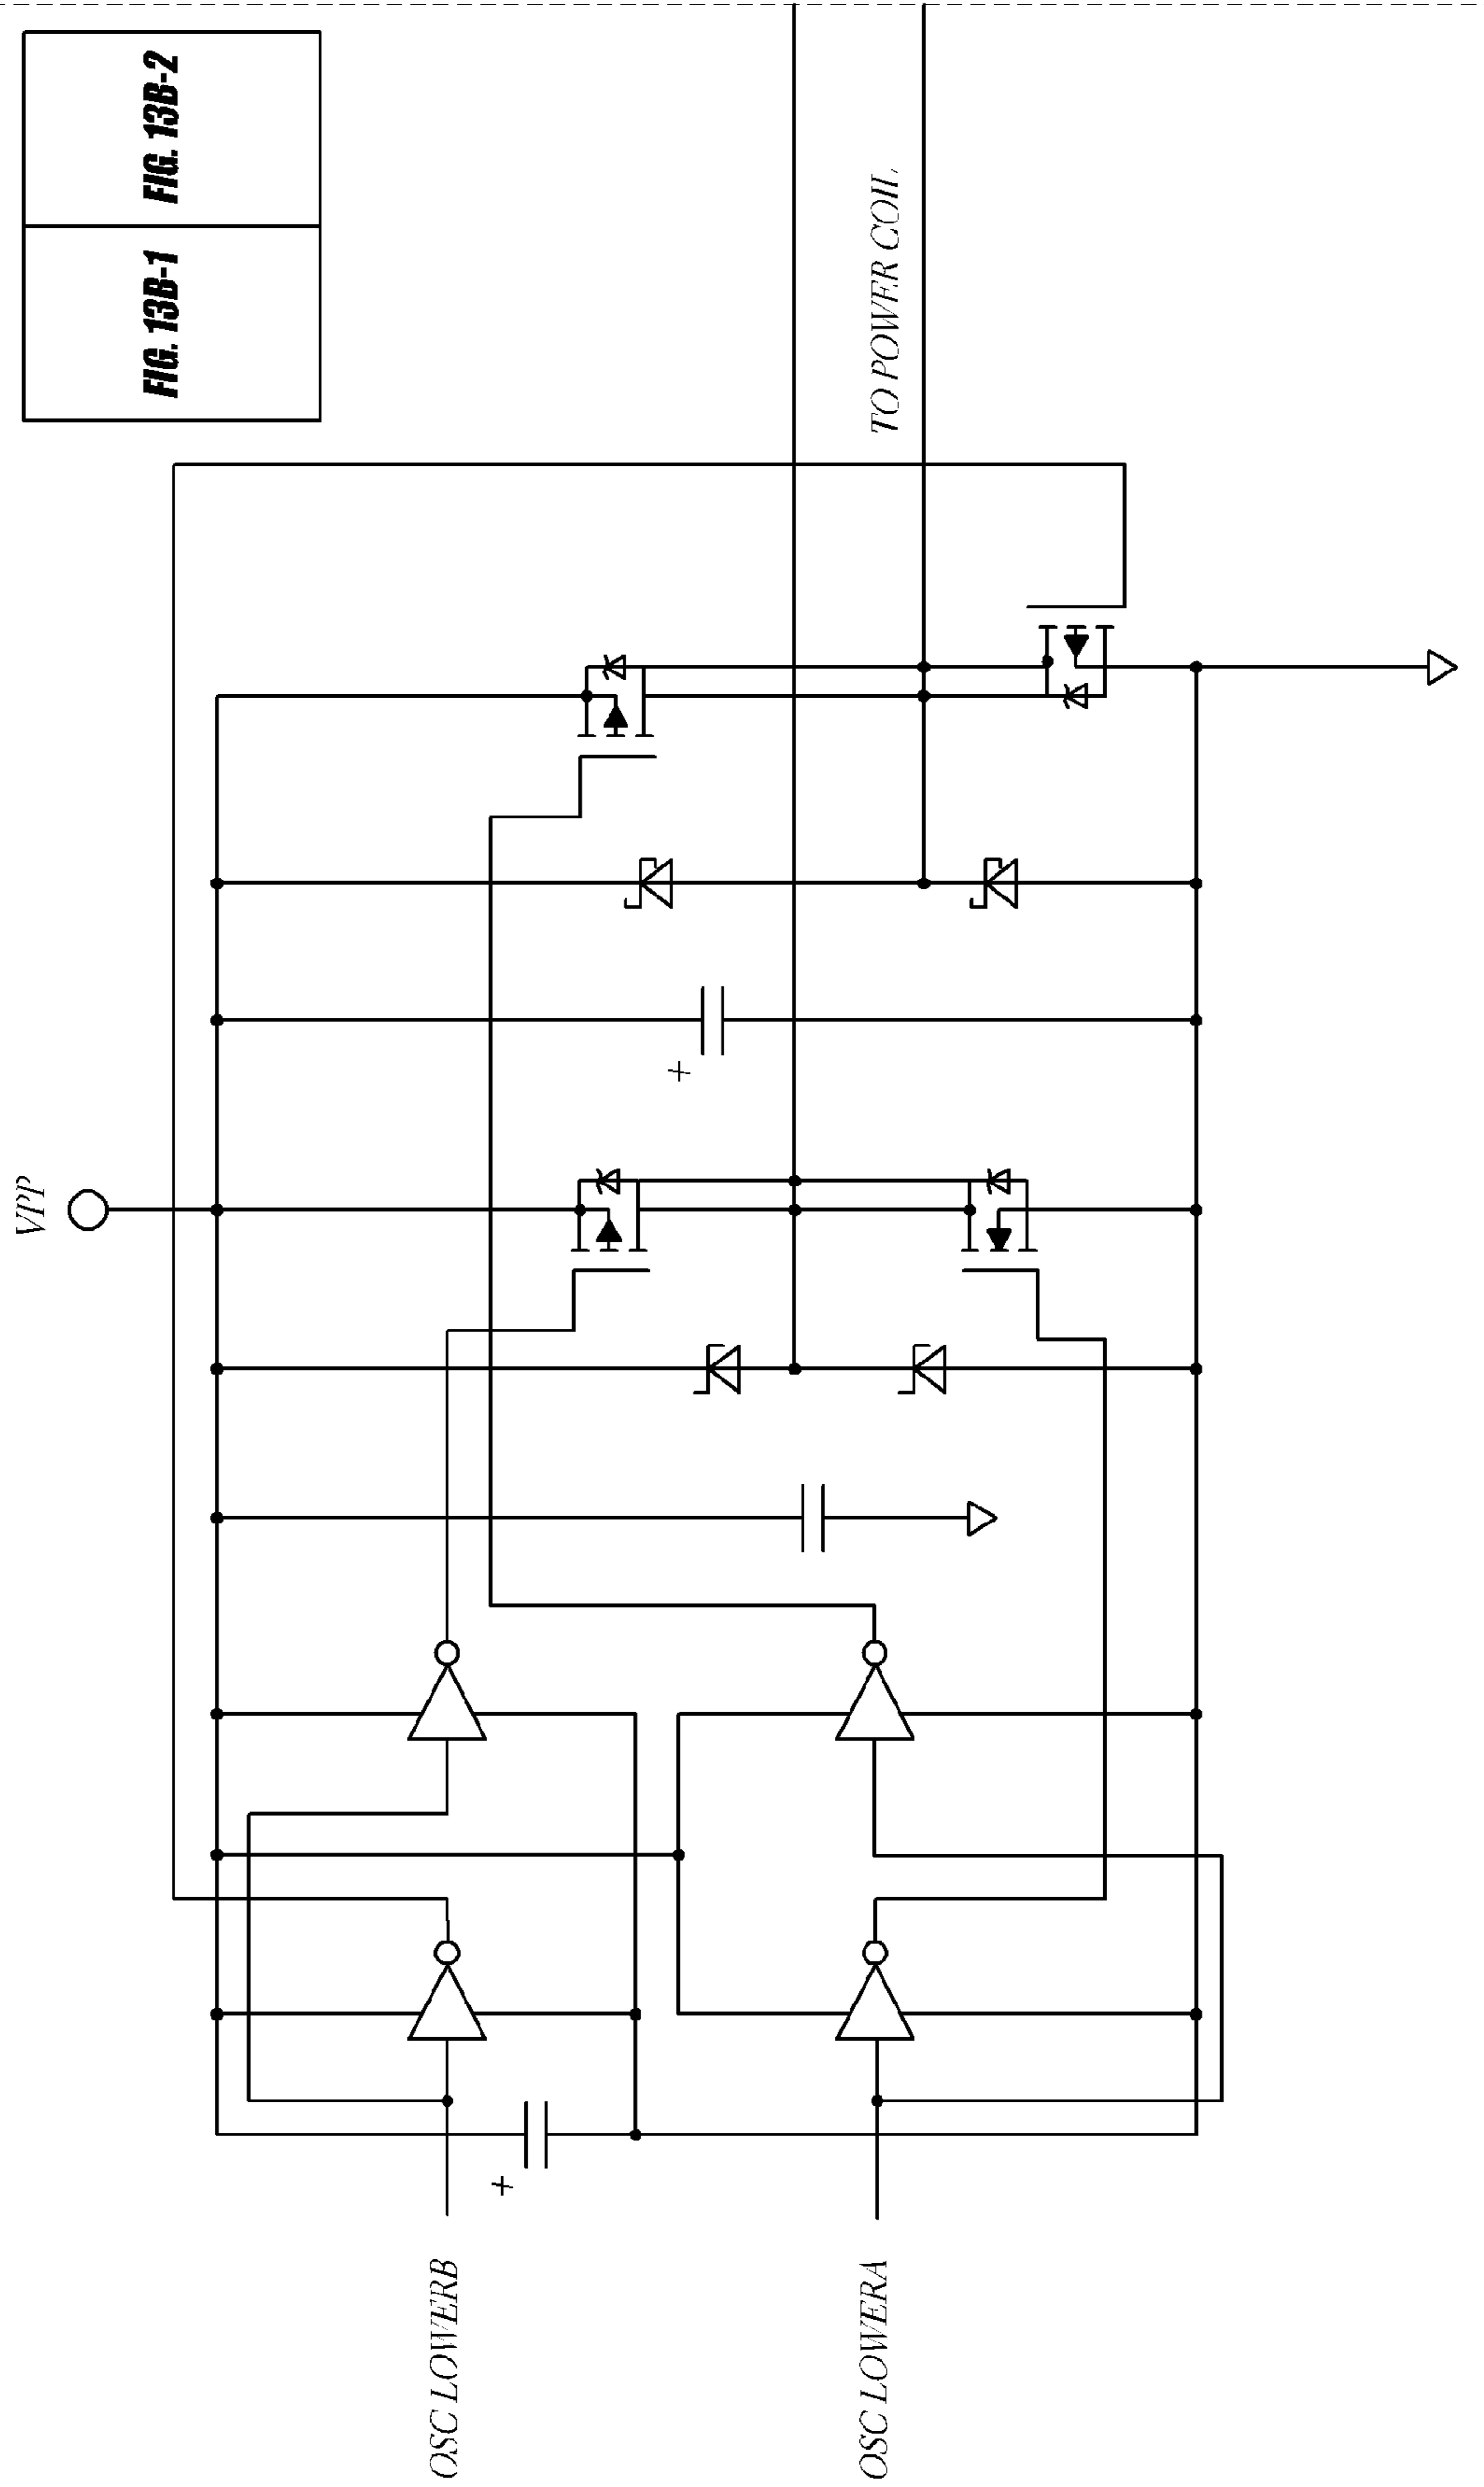 FIG. 13B-1
FIG. 13B-2
VPP
TO POWER COIL
+
+
OSC LOWERB
OSC LOWERA